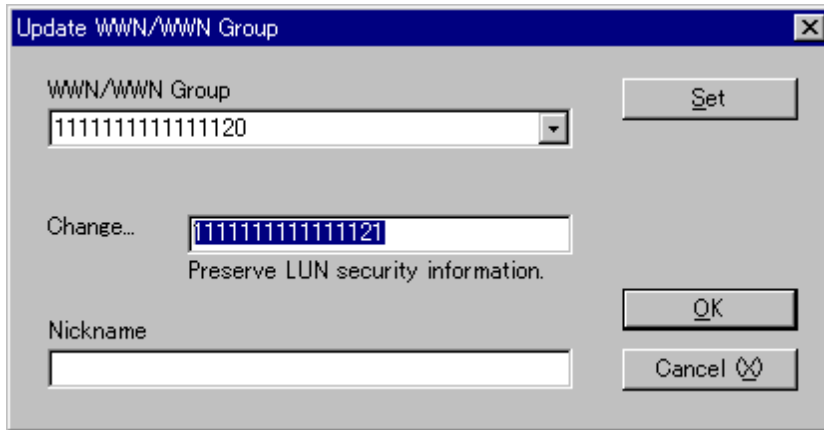 Update WWN/WWN Group
WWN/WWN Group
1111111111111120
Set
Change...
1111111111111121
Preserve LUN security information.
OK
Nickname
Cancel (X)